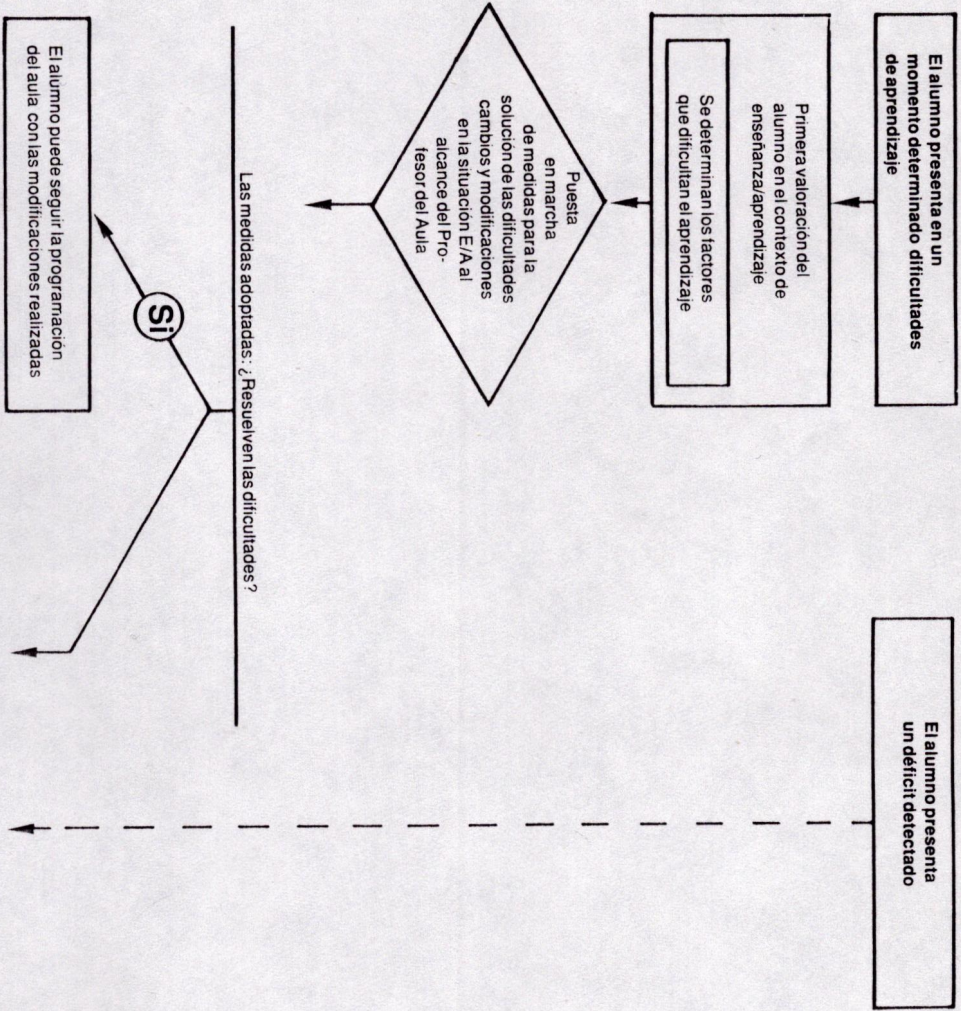 El alumno presenta en un
momento determinado dificultades
de aprendizaje
Primera valoración del
alumno en el contexto de
enseñanza/aprendizaje
Se determinan los factores
que dificultan el aprendizaje
Puesta
en marcha
de medidas para la
solución de las dificultades
cambios y modificaciones
en la situación E/A al
alcance del Pro-
fesor del Aula
Las medidas adoptadas: ¿Resuelven las dificultades?
Si
El alumno puede seguir la programación
del aula con las modificaciones realizadas
El alumno presenta
un déficit detectado